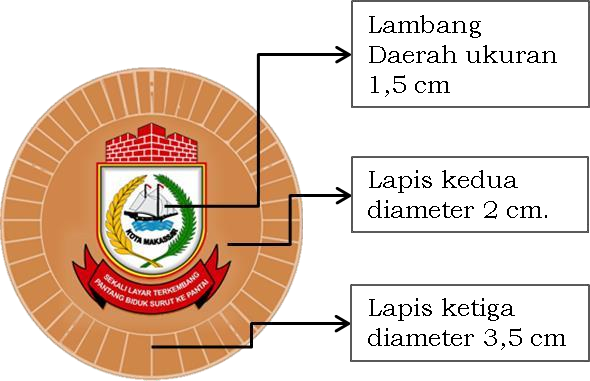 Lambang
Daerah ukuran
1,5 cm
Lapis kedua
diameter 2 cm.
Lapis ketiga
diameter 3,5 cm
KOTA MAKASSAR
SEKALI LAYAR TERKEMBANG
PANTANG BIDUK SURUT KE PANTAI